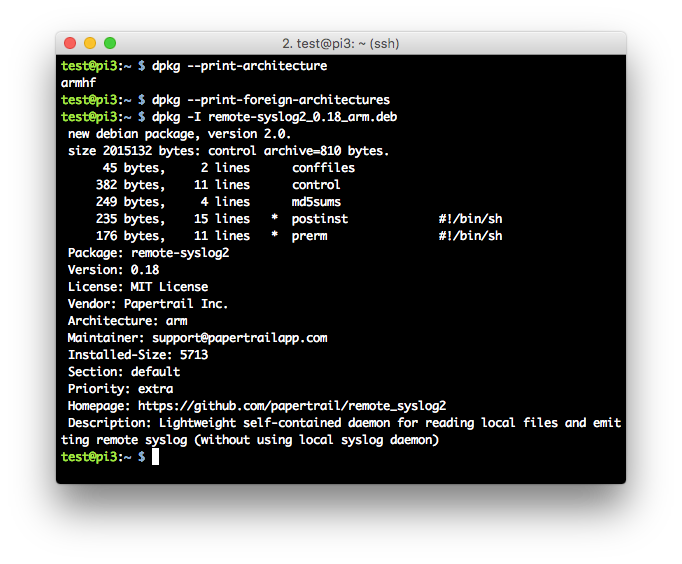 2. test@pi3: ~ (ssh)
test@pi3:~ $ dpkg --print-architecture
armhf
test@pi3:~ $ dpkg --print-foreign-architectures
test@pi3:~ $ dpkg -I remote-syslog2_0.18_arm.deb
 new debian package, version 2.0.
 size 2015132 bytes: control archive=810 bytes.
      45 bytes,     2 lines      conffiles
     382 bytes,    11 lines      control
     249 bytes,     4 lines      md5sums
     235 bytes,    15 lines   *  postinst             #!/bin/sh
     176 bytes,    11 lines   *  prerm                #!/bin/sh
 Package: remote-syslog2
 Version: 0.18
 License: MIT License
 Vendor: Papertrail Inc.
 Architecture: arm
 Maintainer: support@papertrailapp.com
 Installed-Size: 5713
 Section: default
 Priority: extra
 Homepage: https://github.com/papertrail/remote_syslog2
 Description: Lightweight self-contained daemon for reading local files and emit
ting remote syslog (without using local syslog daemon)
test@pi3:~ $